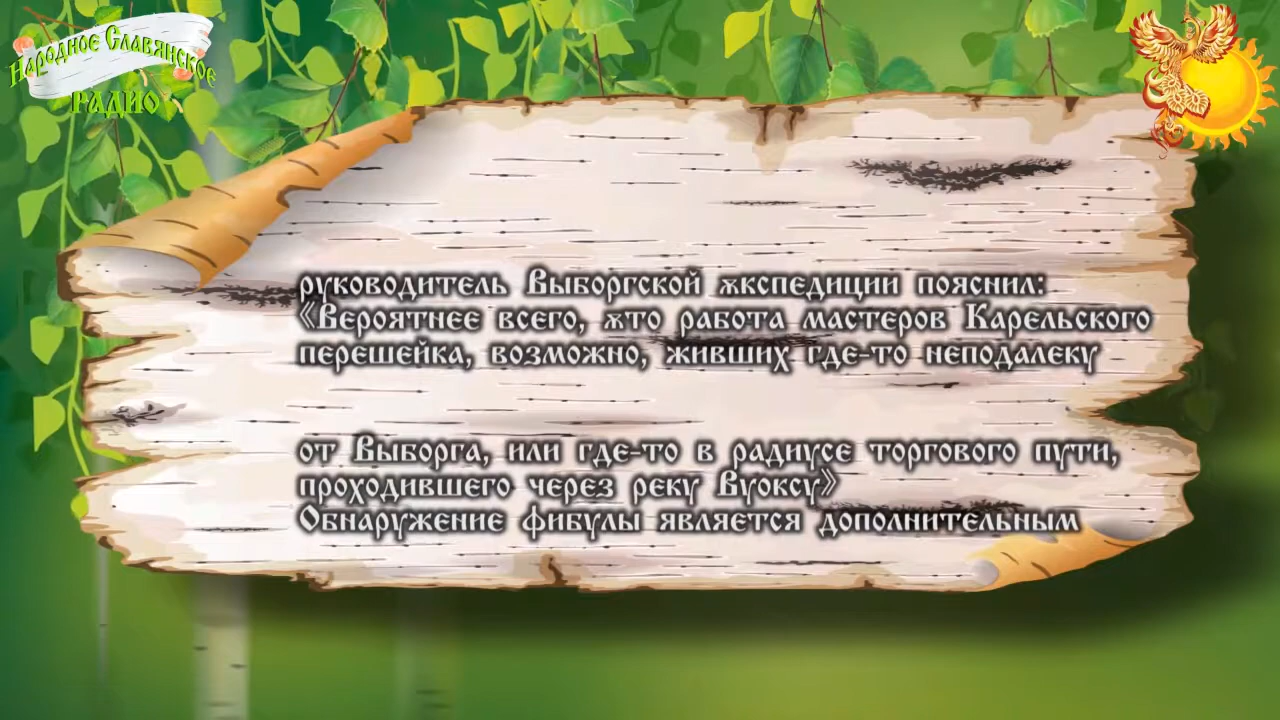 Народное Славянское
РАДИО
руководитель Выборгской экспедиции пояснил:
《Вероятнее всего, это работа мастеров Карельского
перешейка, возможно, живших где-то неподалеку
от Выборга, или где-то в радиусе торгового пути,
проходившего через реку Вуоксу》
Обнаружение фибулы является дополнительным